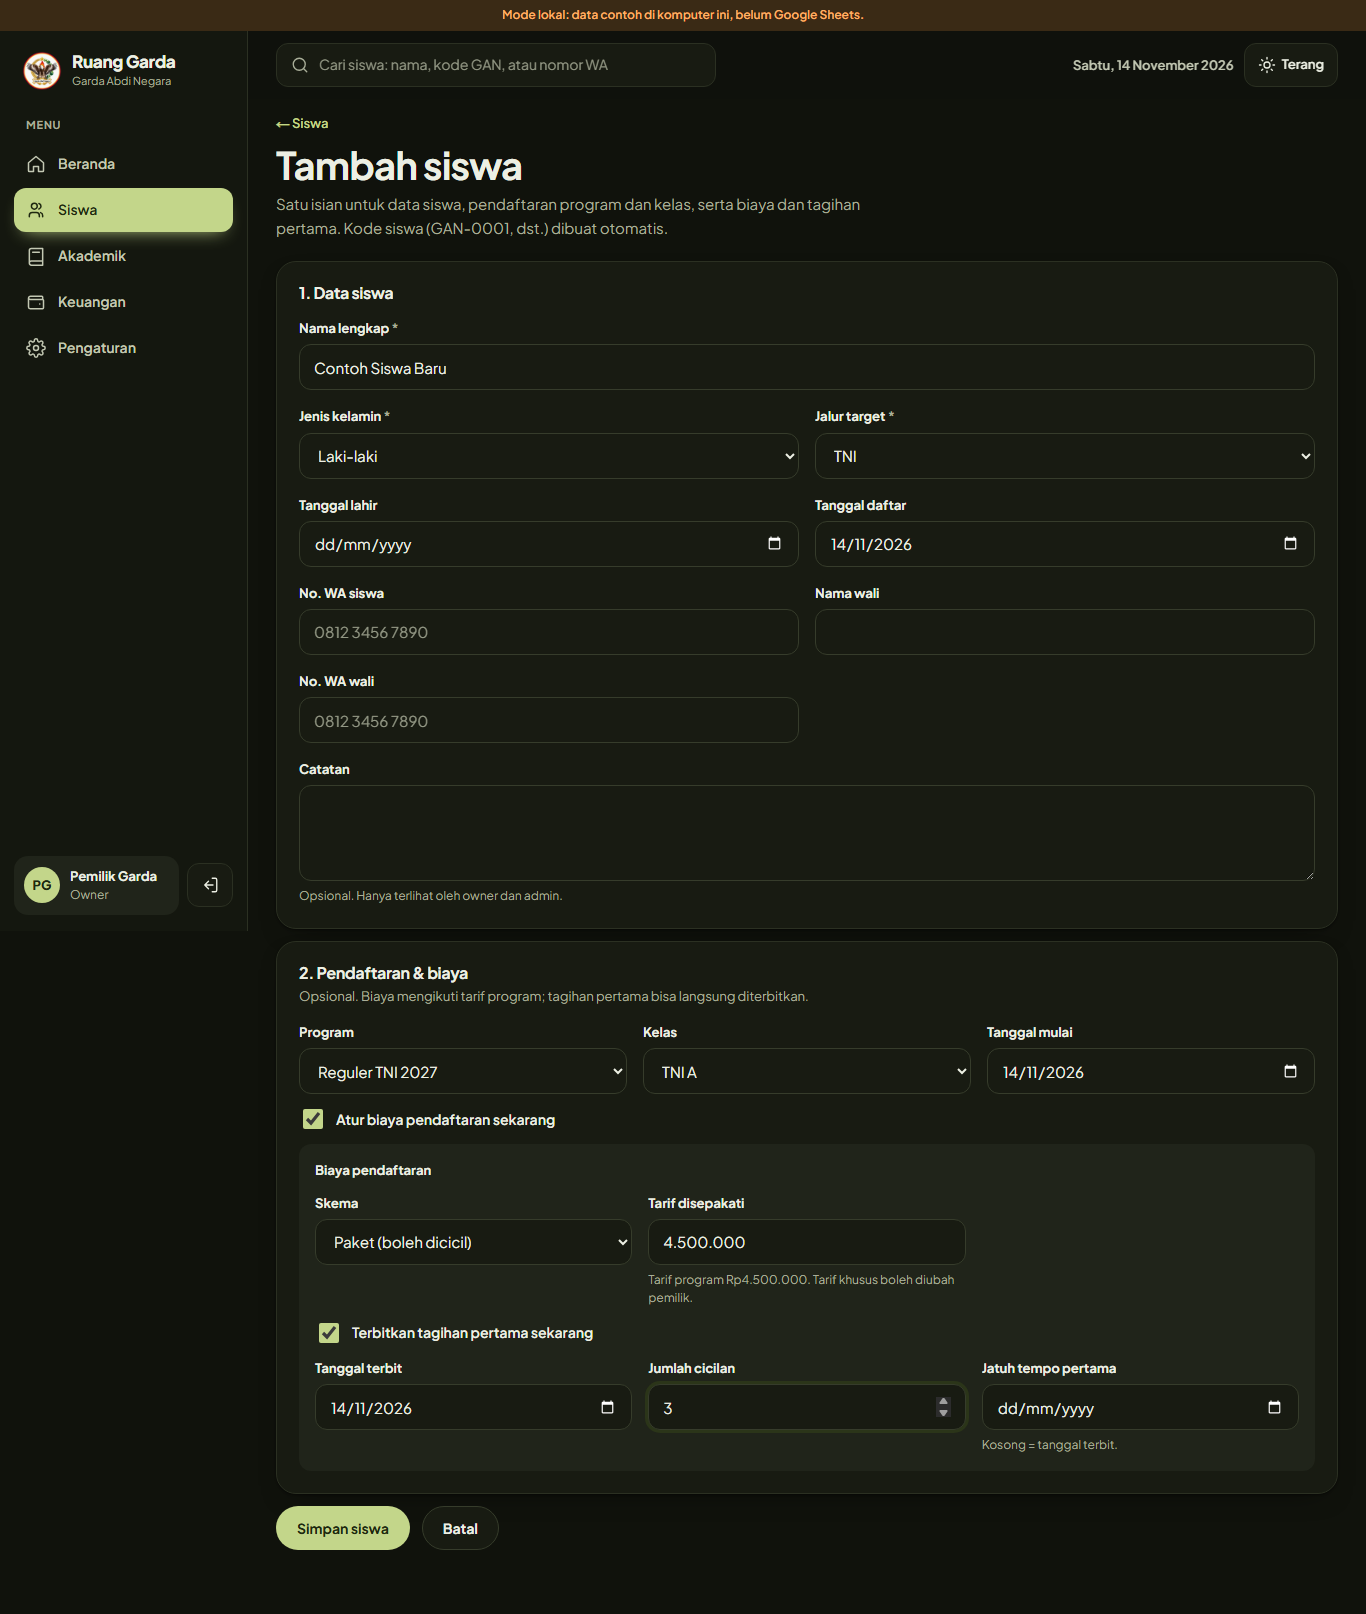 Mode lokal: data contoh di komputer ini, belum Google Sheets.
Ruang Garda
Garda Abdi Negara
MENU
Beranda
Siswa
Akademik
Keuangan
Pengaturan
PG
Pemilik Garda
Owner
Cari siswa: nama, kode GAN, atau nomor WA
Sabtu, 14 November 2026
Terang
← Siswa
Tambah siswa
Satu isian untuk data siswa, pendaftaran program dan kelas, serta biaya dan tagihan
pertama. Kode siswa (GAN-0001, dst.) dibuat otomatis.
1. Data siswa
Nama lengkap *
Contoh Siswa Baru
Jenis kelamin *
Laki-laki
Jalur target *
TNI
Tanggal lahir
dd/mm/yyyy
Tanggal daftar
14/11/2026
No. WA siswa
0812 3456 7890
Nama wali
No. WA wali
0812 3456 7890
Catatan
Opsional. Hanya terlihat oleh owner dan admin.
2. Pendaftaran & biaya
Opsional. Biaya mengikuti tarif program; tagihan pertama bisa langsung diterbitkan.
Program
Reguler TNI 2027
Kelas
TNI A
Tanggal mulai
14/11/2026
Atur biaya pendaftaran sekarang
Biaya pendaftaran
Skema
Paket (boleh dicicil)
Tarif disepakati
4.500.000
Tarif program Rp4.500.000. Tarif khusus boleh diubah
pemilik.
Terbitkan tagihan pertama sekarang
Tanggal terbit
14/11/2026
Jumlah cicilan
3
Jatuh tempo pertama
dd/mm/yyyy
Kosong = tanggal terbit.
Simpan siswa
Batal